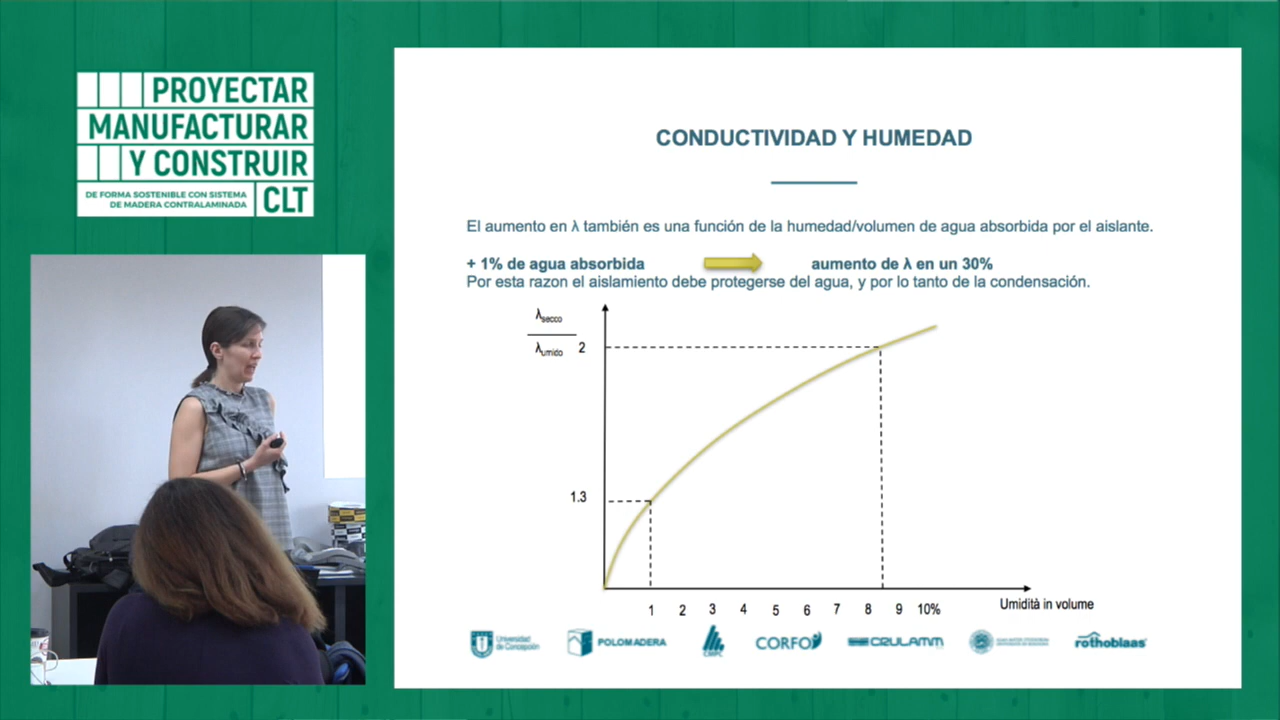 PROYECTAR
MANUFACTURAR
Y CONSTRUIR
DE FORMA SOSTENIBLE CON SISTEMA
DE MADERA CONTRALAMINADA
CLT
CONDUCTIVIDAD Y HUMEDAD
El aumento en λ también es una función de la humedad/volumen de agua absorbida por el aislante.
+ 1% de agua absorbida aumento de λ en un 30%
Por esta razon el aislamiento debe protegerse del agua, y por lo tanto de la condensación.
λsecco
λumido 2
1.3
1 2 3 4 5 6 7 8 9 10%
Umidità in volume
Universidad
de Concepción
POLOMADERA
CORFO
CRULAMM
rothoblaas